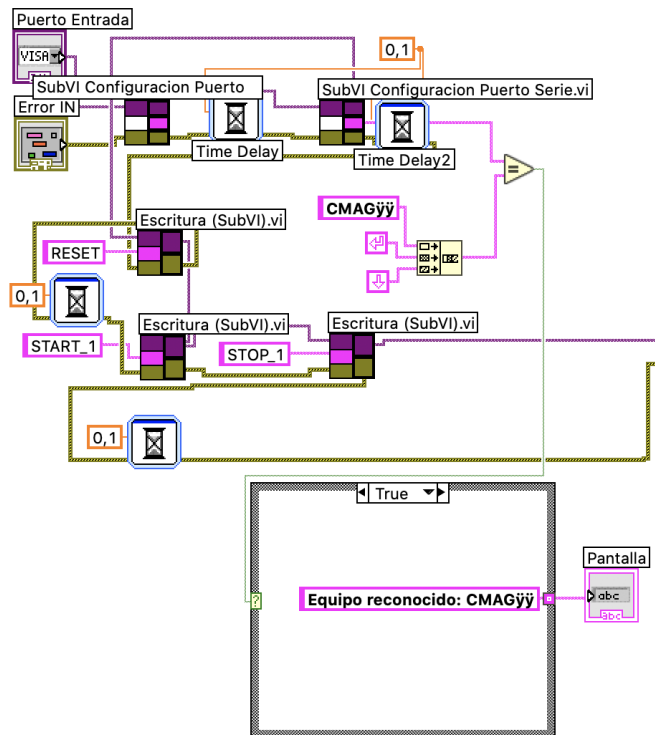 Puerto Entrada
VISA
0,1
SubVI Configuracion Puerto
SubVI Configuracion Puerto Serie.vi
Error IN
Time Delay
Time Delay2
CMAGÿÿ
Escritura (SubVI).vi
RESET
0,1
Escritura (SubVI).vi
Escritura (SubVI).vi
START_1
STOP_1
0,1
True
Pantalla
Equipo reconocido: CMAGÿÿ
abc
abc